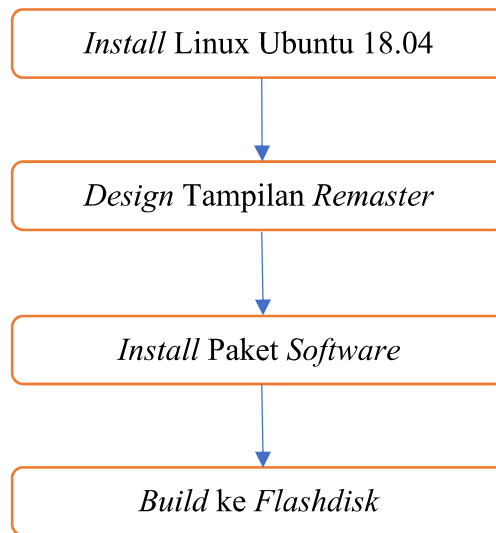 Install Linux Ubuntu 18.04
Design Tampilan Remaster
Install Paket Software
Build ke Flashdisk